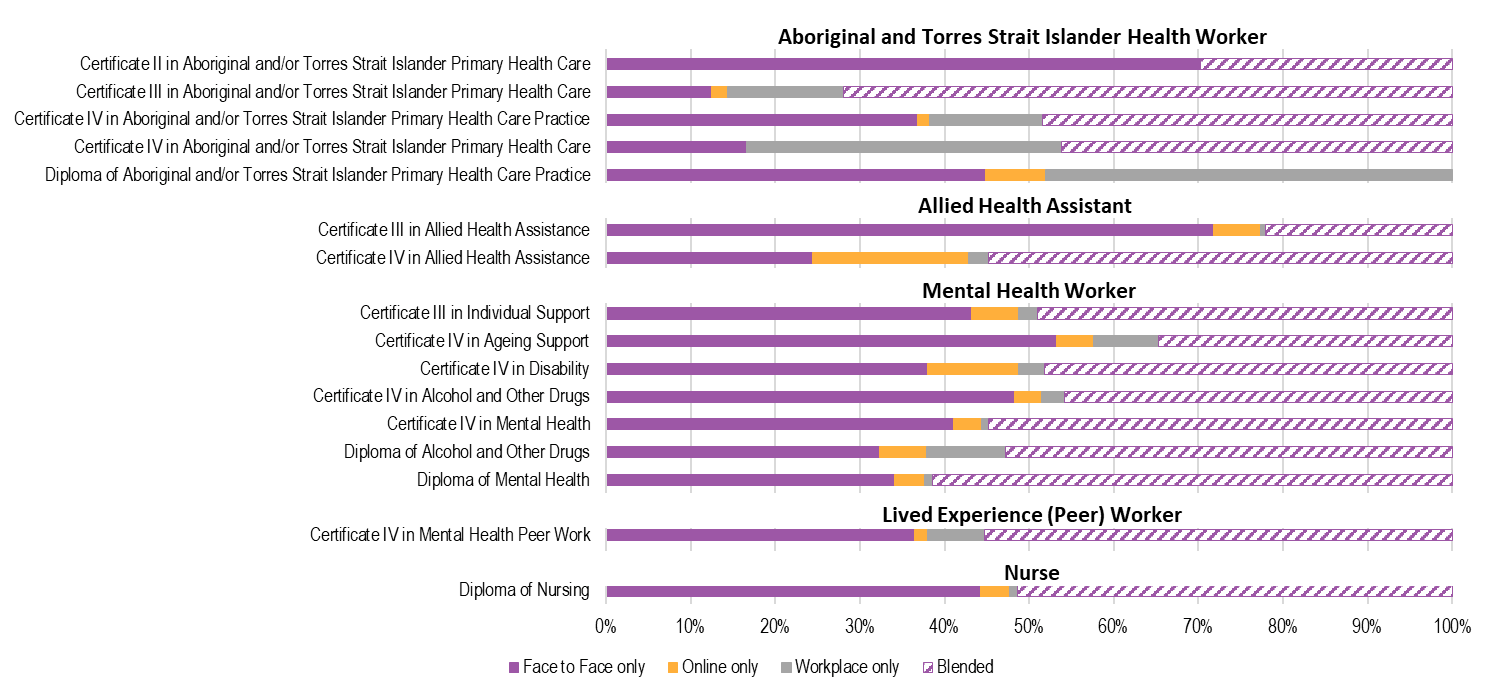 Aboriginal and Torres Strait Islander Health Worker
Certificate II in Aboriginal and/or Torres Strait Islander Primary Health Care
Certificate III in Aboriginal and/or Torres Strait Islander Primary Health Care
Certificate IV in Aboriginal and/or Torres Strait Islander Primary Health Care Practice
Certificate IV in Aboriginal and/or Torres Strait Islander Primary Health Care
Diploma of Aboriginal and/or Torres Strait Islander Primary Health Care Practice
Allied Health Assistant
Certificate III in Allied Health Assistance
Certificate IV in Allied Health Assistance
Mental Health Worker
Certificate III in Individual Support
Certificate IV in Ageing Support
Certificate IV in Disability
Certificate IV in Alcohol and Other Drugs
Certificate IV in Mental Health
Diploma of Alcohol and Other Drugs
Diploma of Mental Health
Lived Experience (Peer) Worker
Certificate IV in Mental Health Peer Work
Nurse
Diploma of Nursing
0% 10% 20% 30% 40% 50% 60% 70% 80% 90% 100%
Face to Face only Online only Workplace only Blended